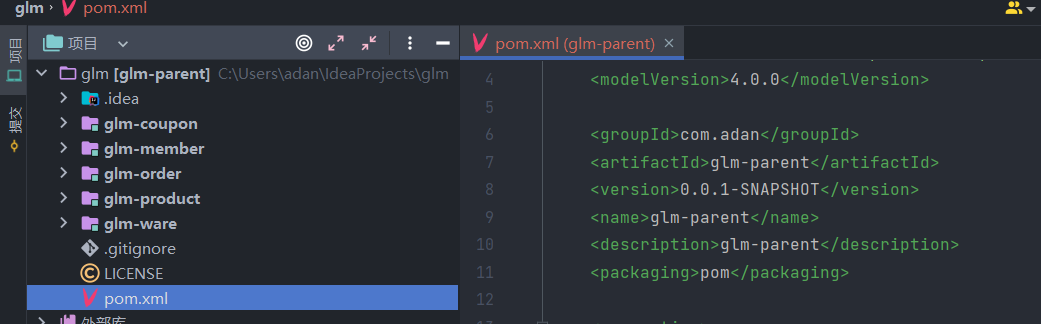 glm › pom.xml
项目
提交
项目
glm [glm-parent] C:\Users\adan\IdeaProjects\glm
.idea
glm-coupon
glm-member
glm-order
glm-product
glm-ware
.gitignore
LICENSE
pom.xml
外部库
pom.xml (glm-parent)
4 <modelVersion>4.0.0</modelVersion>
5
6 <groupId>com.adan</groupId>
7 <artifactId>glm-parent</artifactId>
8 <version>0.0.1-SNAPSHOT</version>
9 <name>glm-parent</name>
10 <description>glm-parent</description>
11 <packaging>pom</packaging>
12